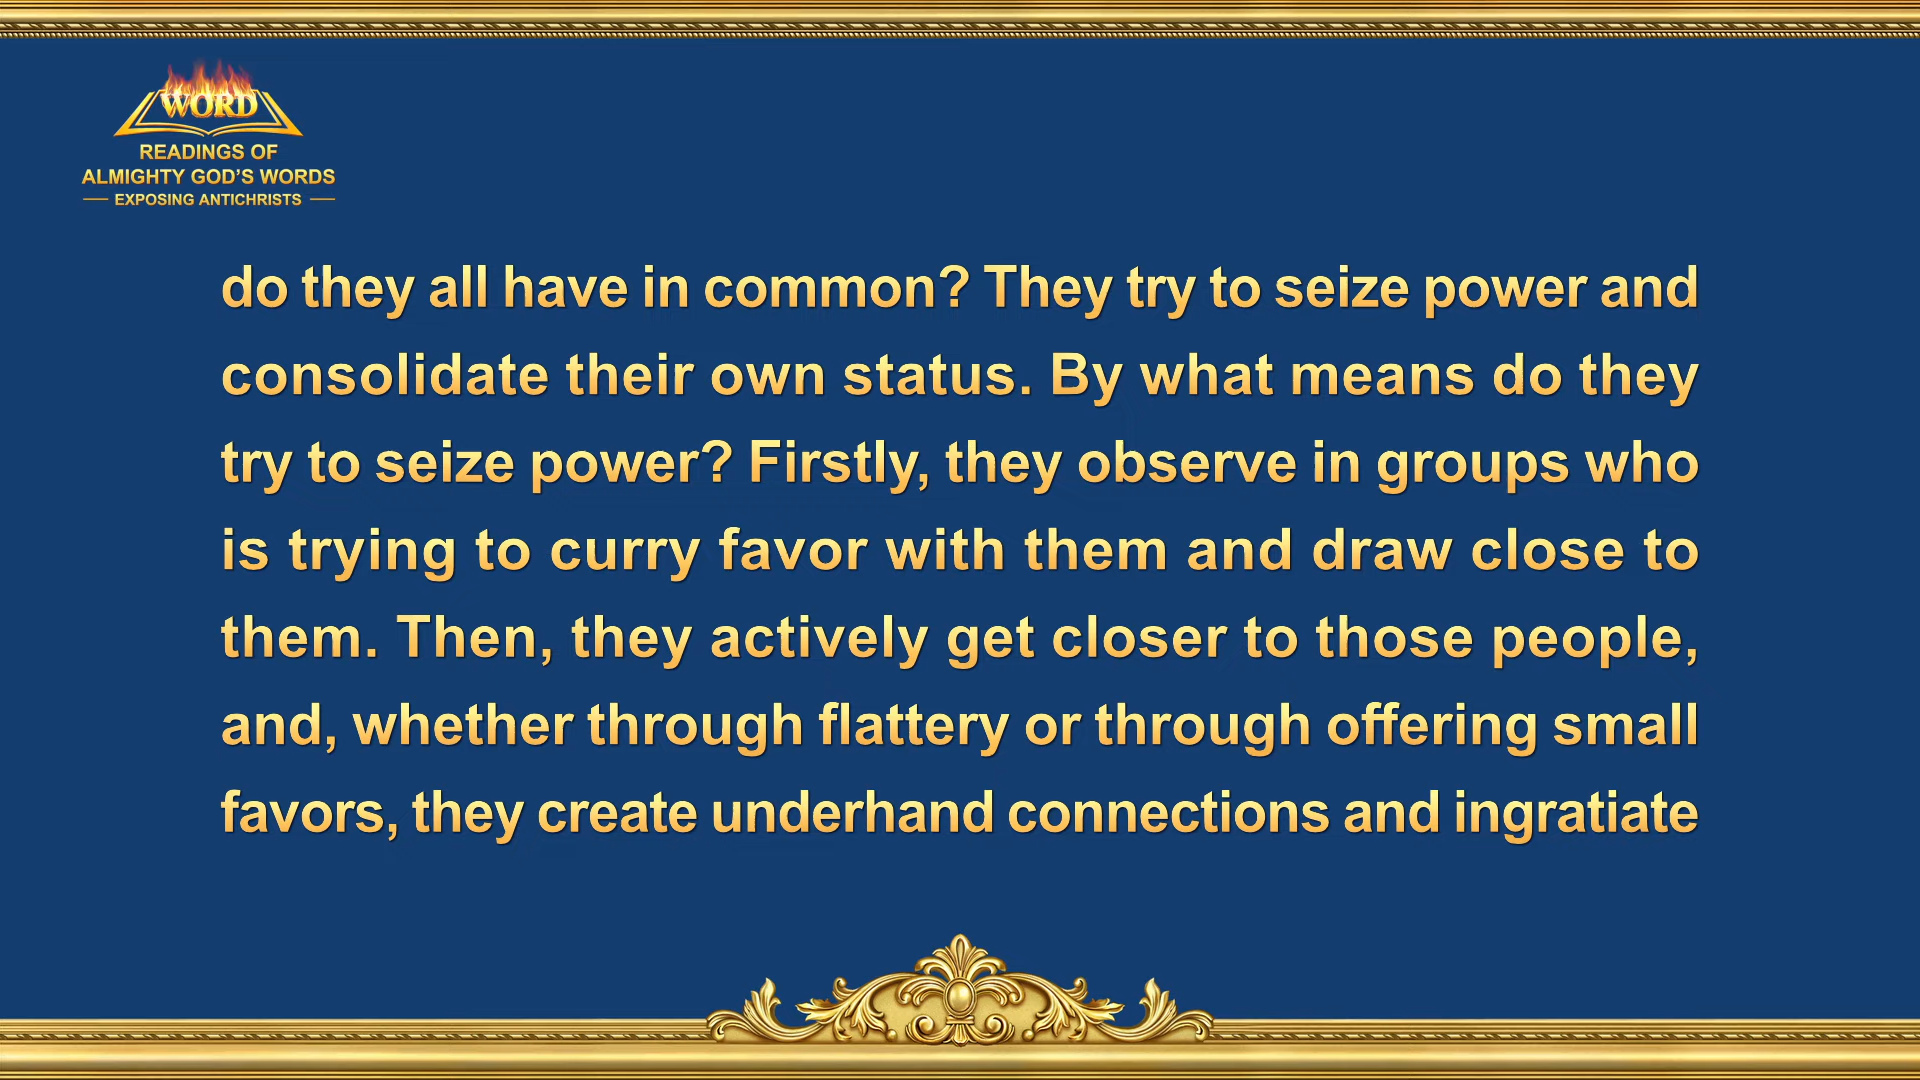 WORD
READINGS OF
ALMIGHTY GOD'S WORDS
EXPOSING ANTICHRISTS
do they all have in common? They try to seize power and
consolidate their own status. By what means do they
try to seize power? Firstly, they observe in groups who
is trying to curry favor with them and draw close to
them. Then, they actively get closer to those people,
and, whether through flattery or through offering small
favors, they create underhand connections and ingratiate